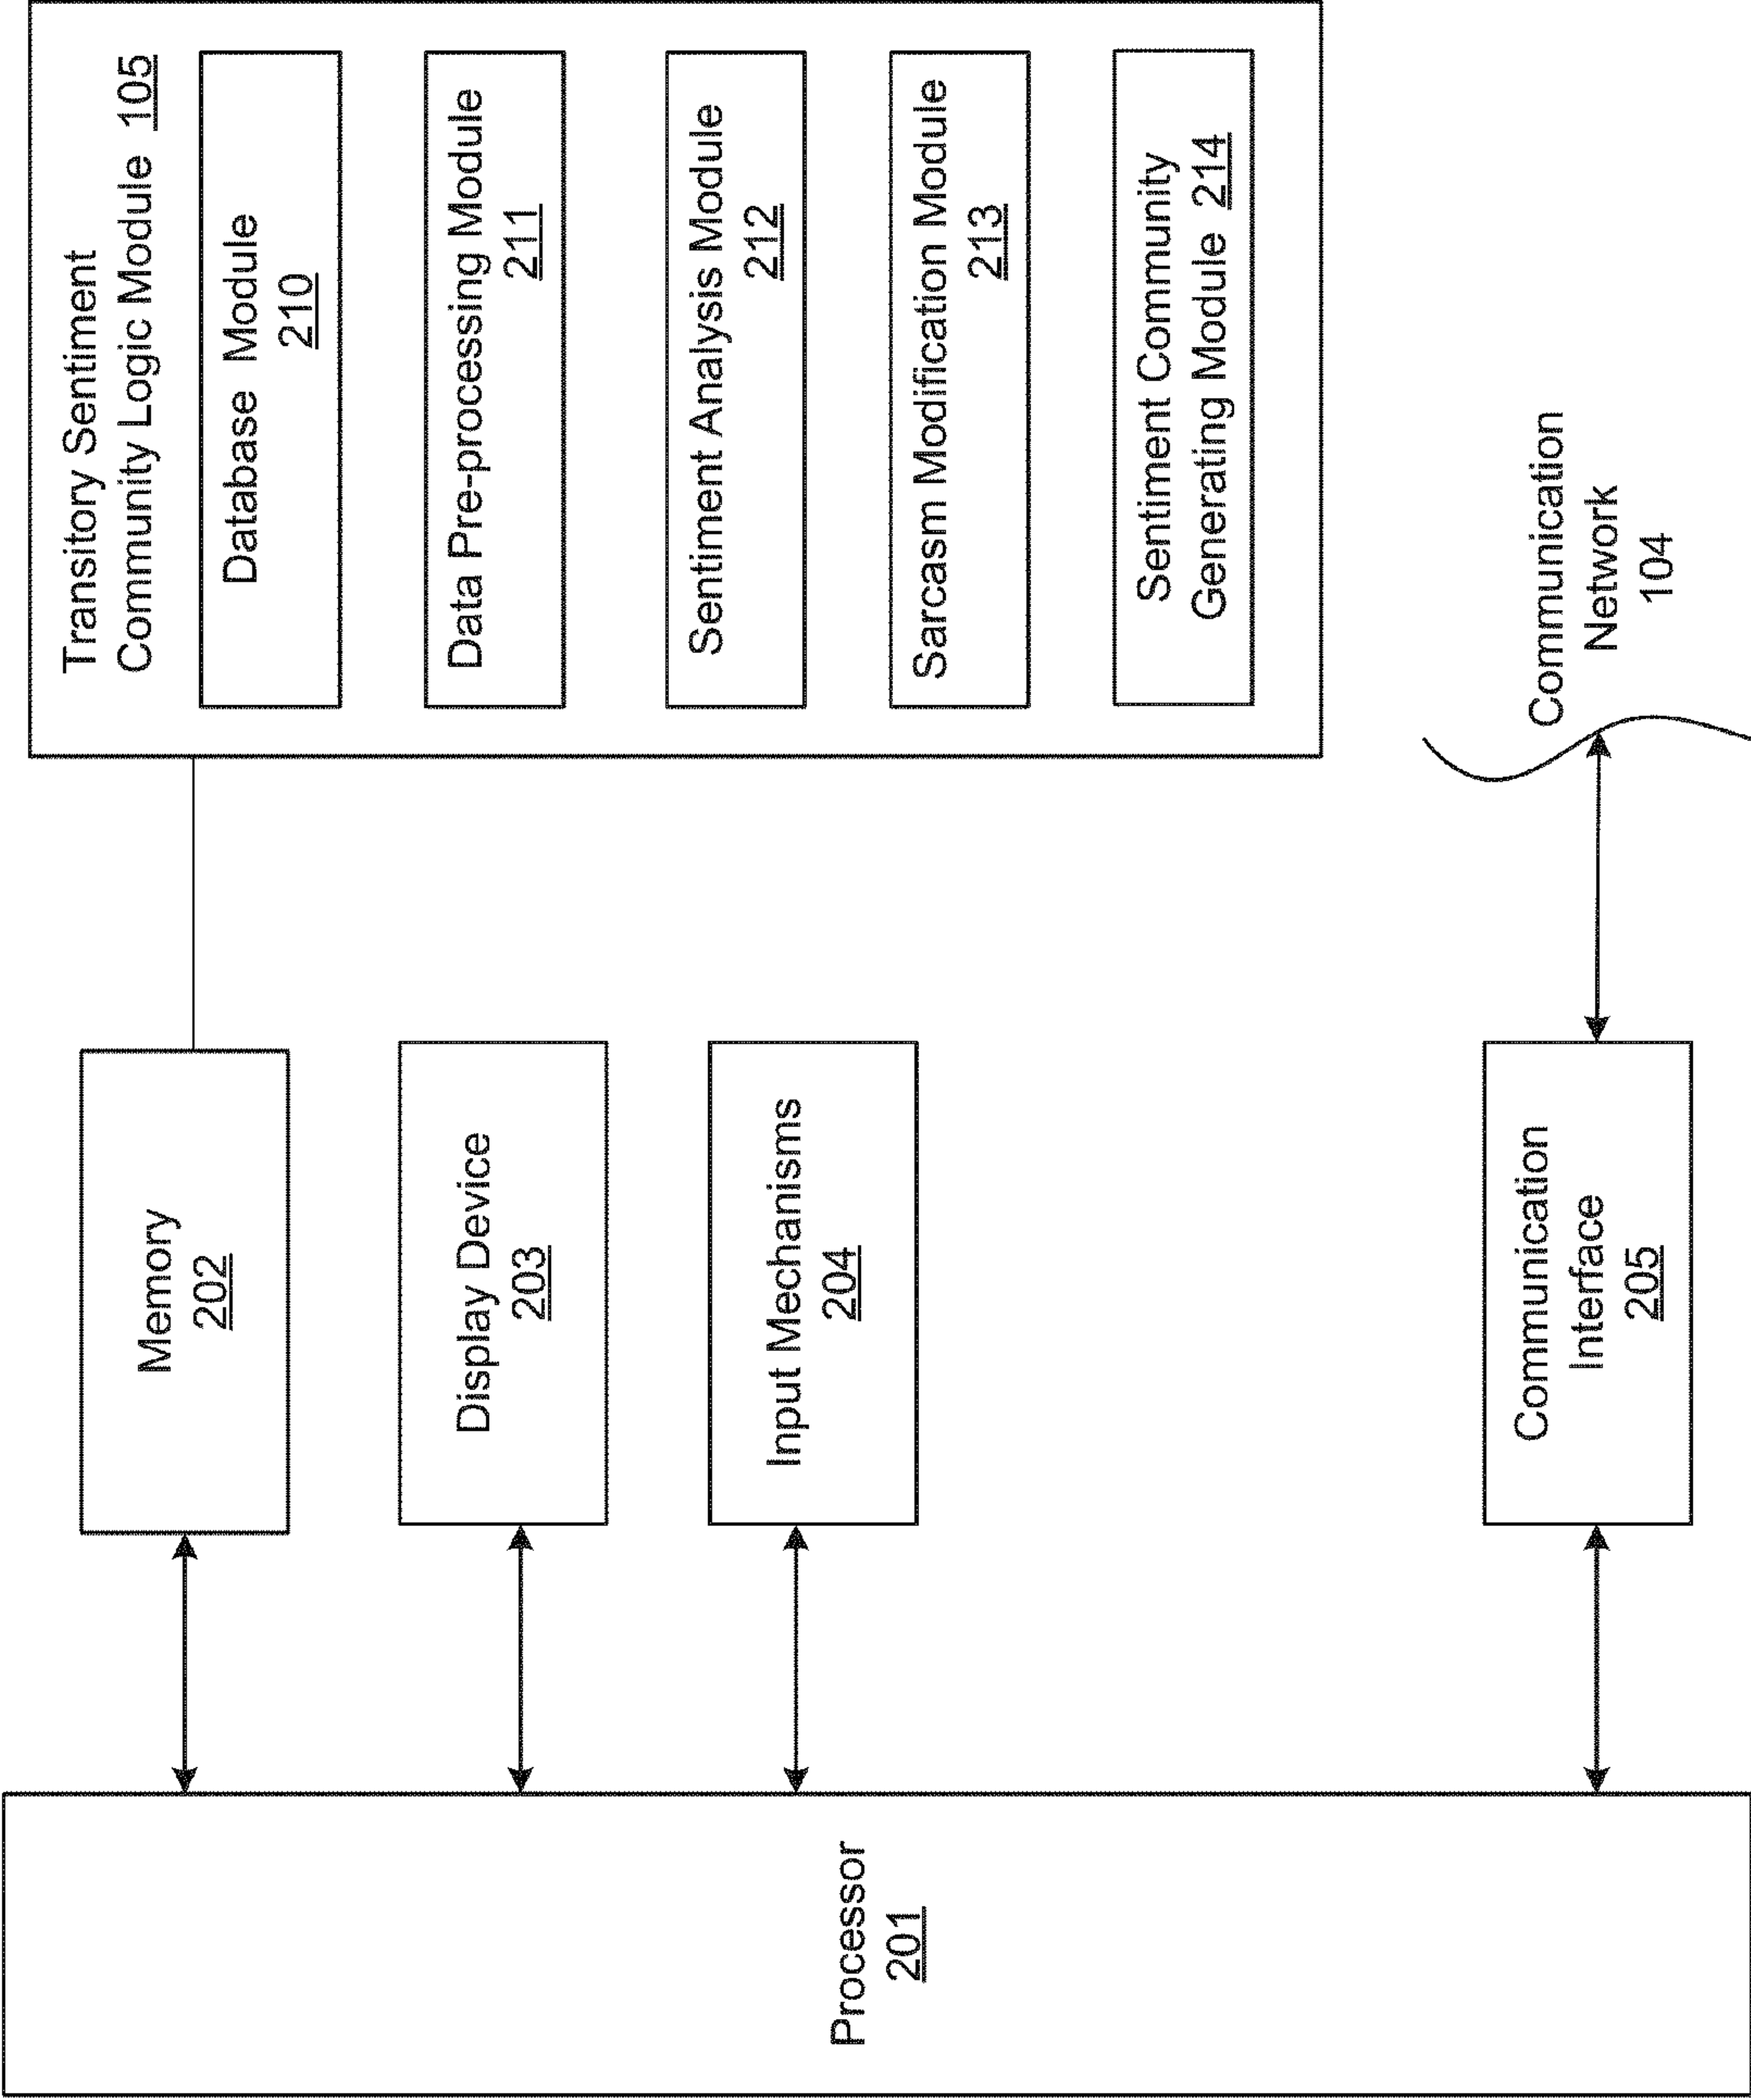 Processor
201
Memory
202
Display Device
203
Input Mechanisms
204
Communication
Interface
205
Transitory Sentiment
Community Logic Module 105
Database Module
210
Data Pre-processing Module
211
Sentiment Analysis Module
212
Sarcasm Modification Module
213
Sentiment Community
Generating Module 214
Communication
Network
104